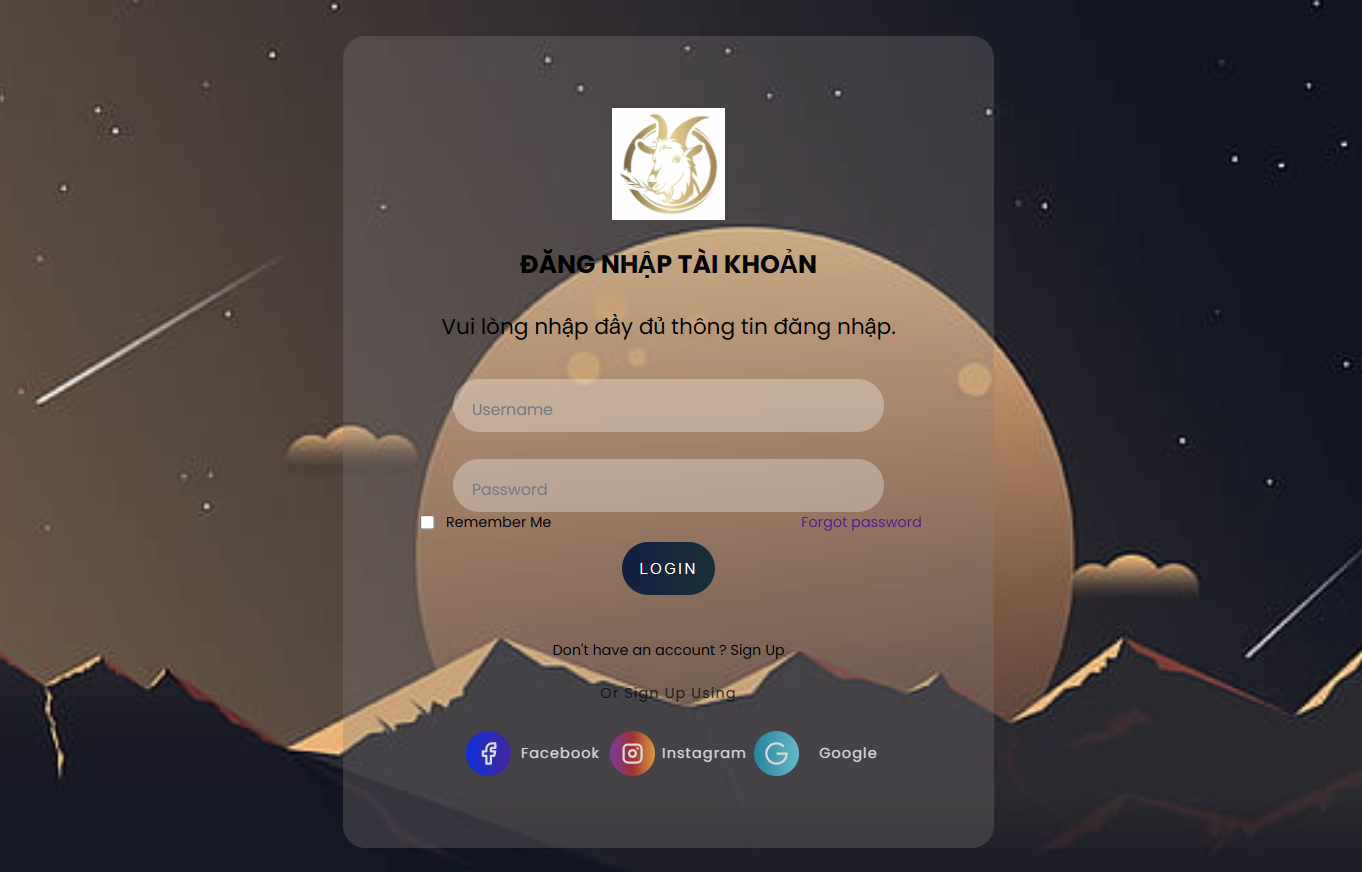 ĐĂNG NHẬP TÀI KHOẢN
Vui lòng nhập đầy đủ thông tin đăng nhập.
Username
Password
Remember Me Forgot password
LOGIN
Don't have an account ? Sign Up
Or Sign Up Using
Facebook Instagram Google